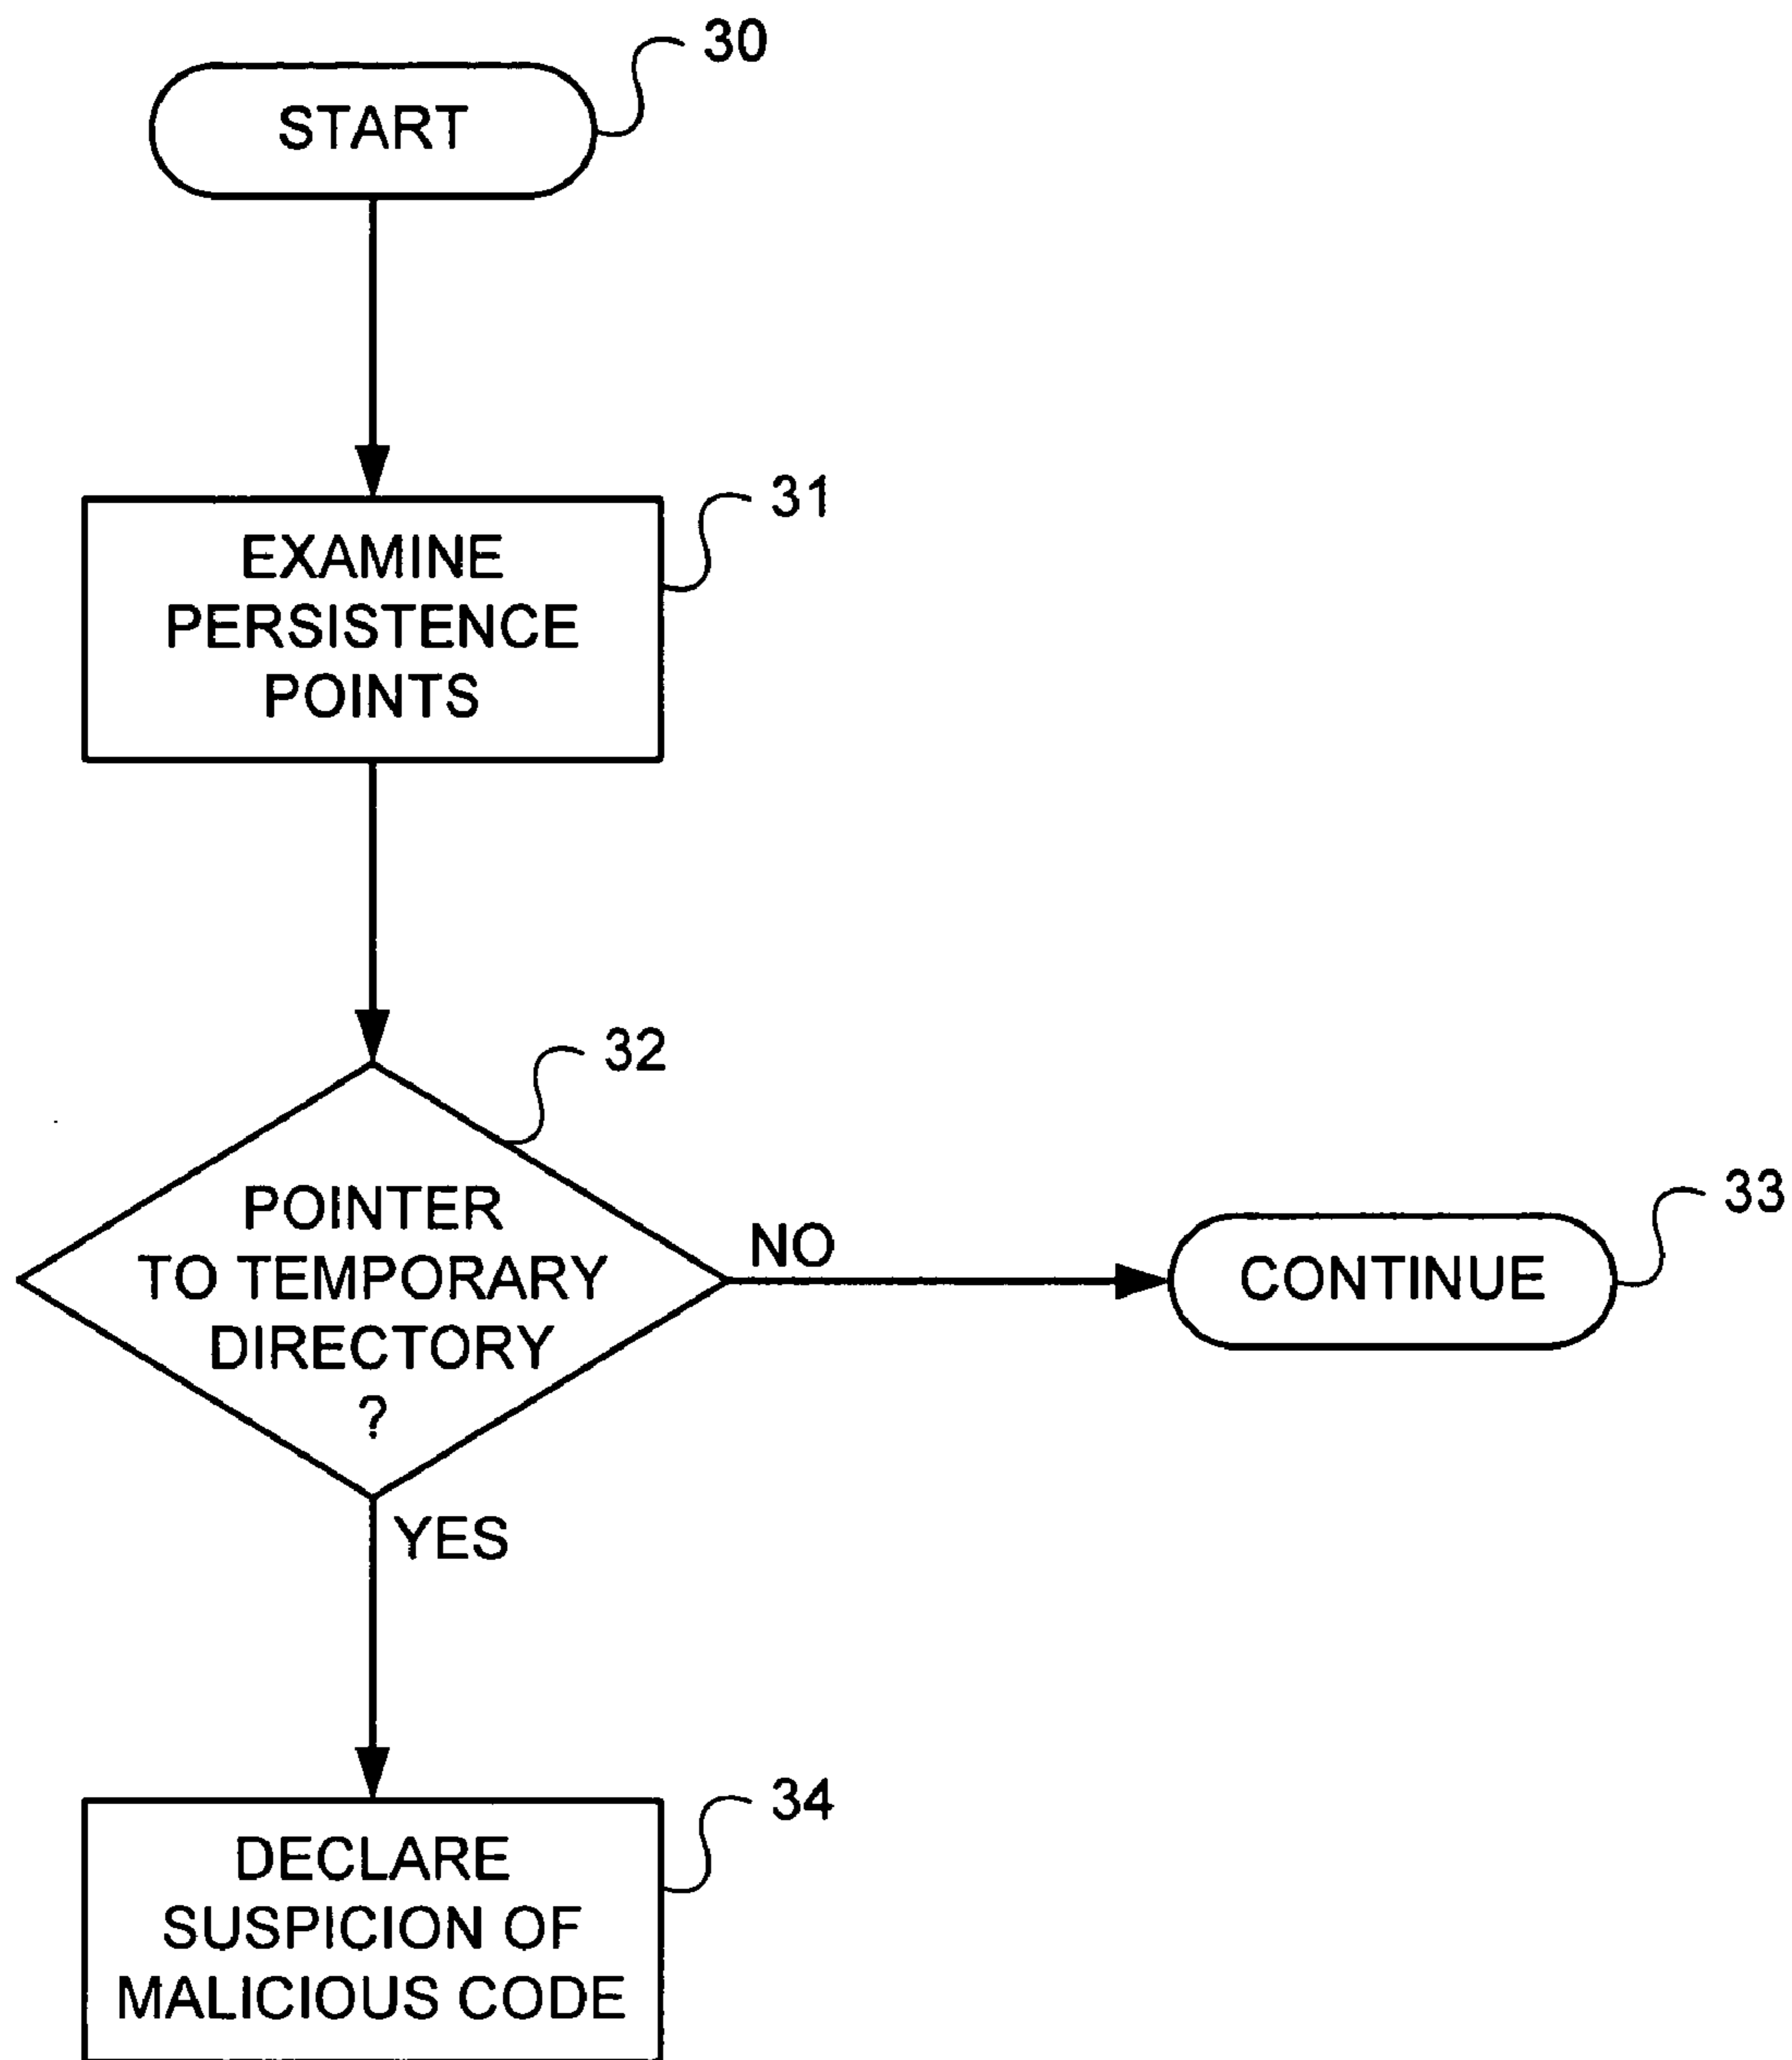 30
START
31
EXAMINE
PERSISTENCE
POINTS
32
POINTER
TO TEMPORARY
DIRECTORY
?
NO
33
CONTINUE
YES
34
DECLARE
SUSPICION OF
MALICIOUS CODE